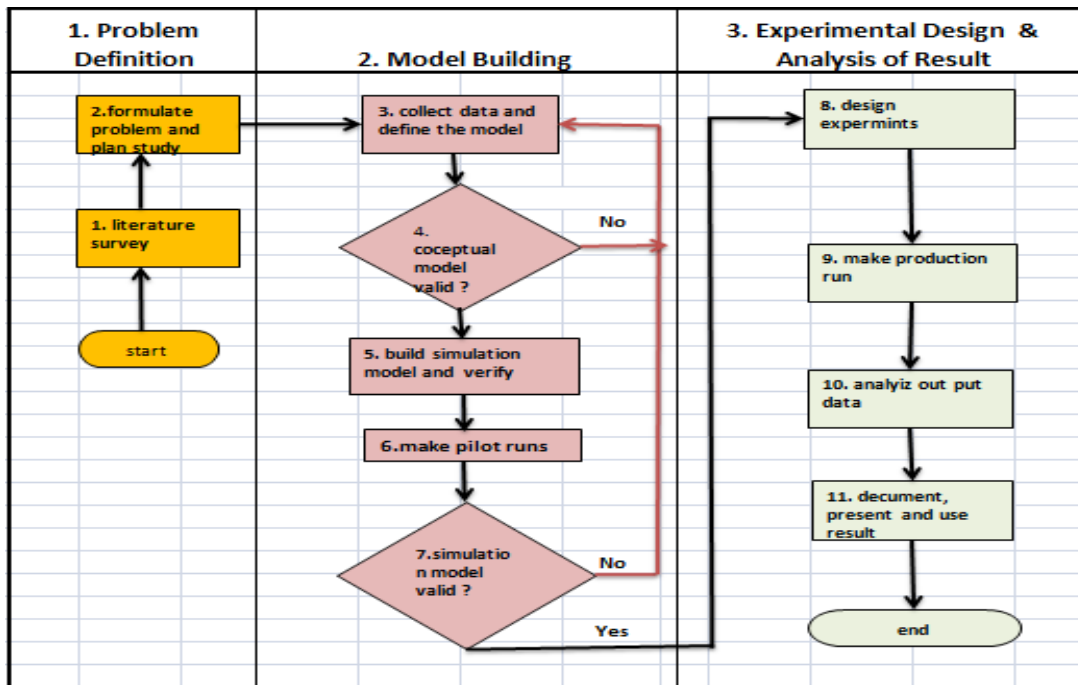 1. Problem
Definition
2. Model Building
3. Experimental Design &
Analysis of Result
2.formulate
problem and
plan study
1. literature
survey
start
3. collect data and
define the model
4.
coceptual
model
valid ?
No
5. build simulation
model and verify
6.make pilot runs
7.simulatio
n model
valid ?
No
Yes
8. design
expermints
9. make production
run
10. analyiz out put
data
11. decument,
present and use
result
end